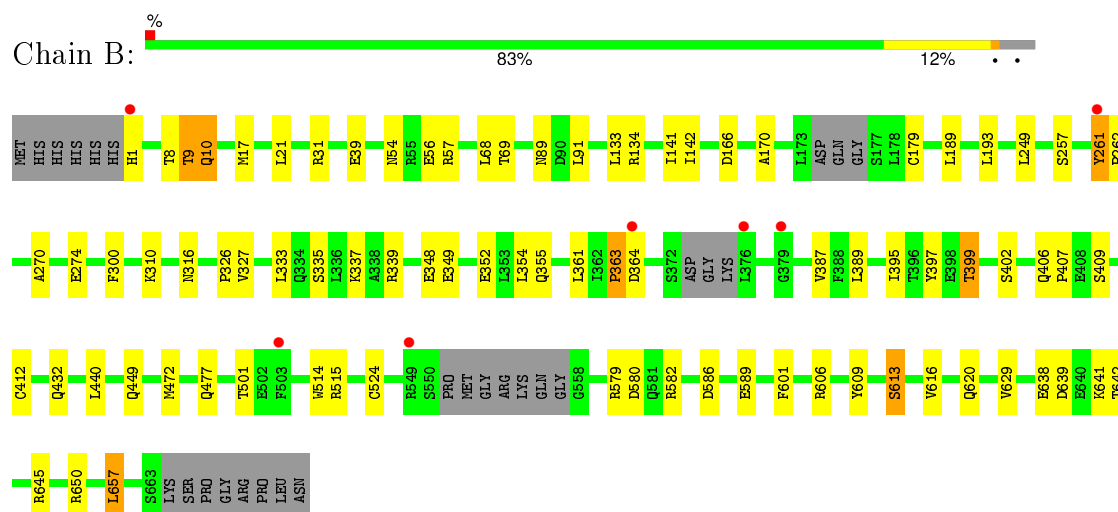 %
Chain B:
83% 12% • •
MET HIS HIS HIS HIS HIS H1 T8 T9 Q10 M17 L21 R31 E39 N54 R55 E56 R57 L68 T69 N89 D90 L91 L133 R134 I141 I142 D166 A170 L173 ASP GLN GLY S177 L178 C179 L189 L193 L249 S257 Y261
A270 E274 F300 K310 N316 P326 V327 L333 Q334 S335 L336 K337 A338 R339 E348 E349 E352 L353 L354 Q355 L361 I362 P363 D364 S372 ASP GLY LYS L376 G379 V387 F388 L389 I395 T396 Y397 E398 T399 S402 Q406 P407 E408 S409
C412 Q432 L440 Q449 M472 Q477 T501 E502 F503 W514 R515 C524 R549 S550 PRO MET GLY ARG LYS GLN GLY G558 R579 D580 Q581 R582 D586 E589 F601 R606 Y609 S613 V616 Q620 V629 E638 D639 E640 K641
R645 R650 L657 S663 LYS SER PRO GLY ARG PRO LEU ASN